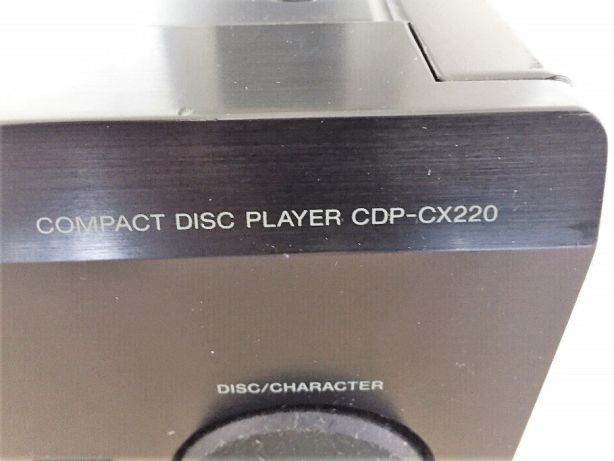 COMPACT DISC PLAYER CDP-CX220
DISC/CHARACTER